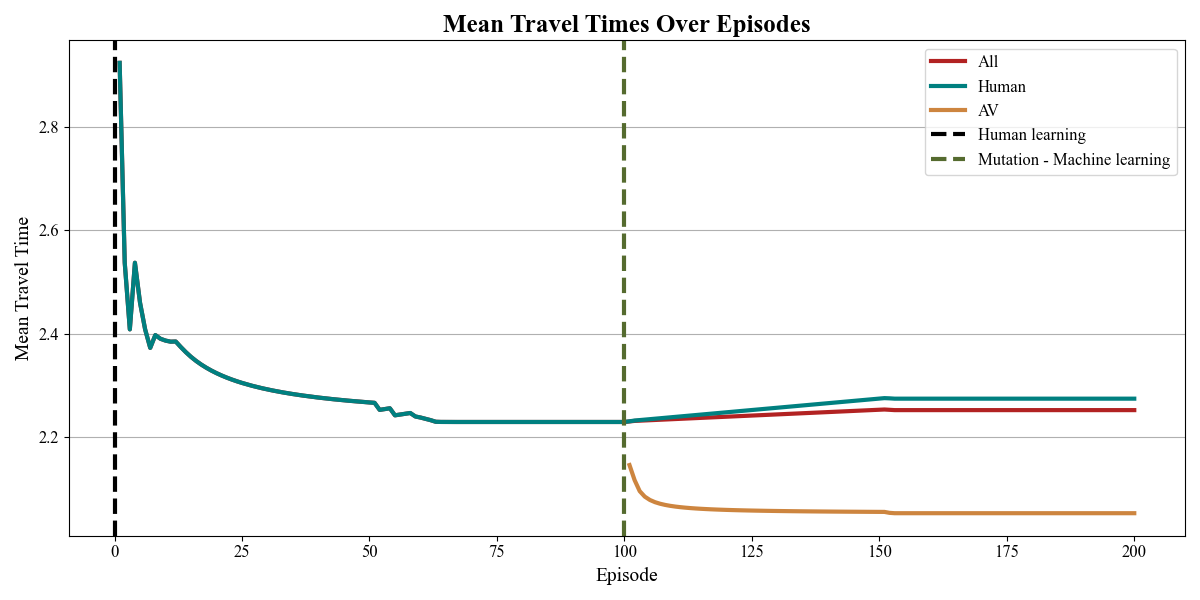 Mean Travel Times Over Episodes
All
Human
AV
Human learning
Mutation - Machine learning
Mean Travel Time
2.8
2.6
2.4
2.2
0 25 50 75 100 125 150 175 200
Episode